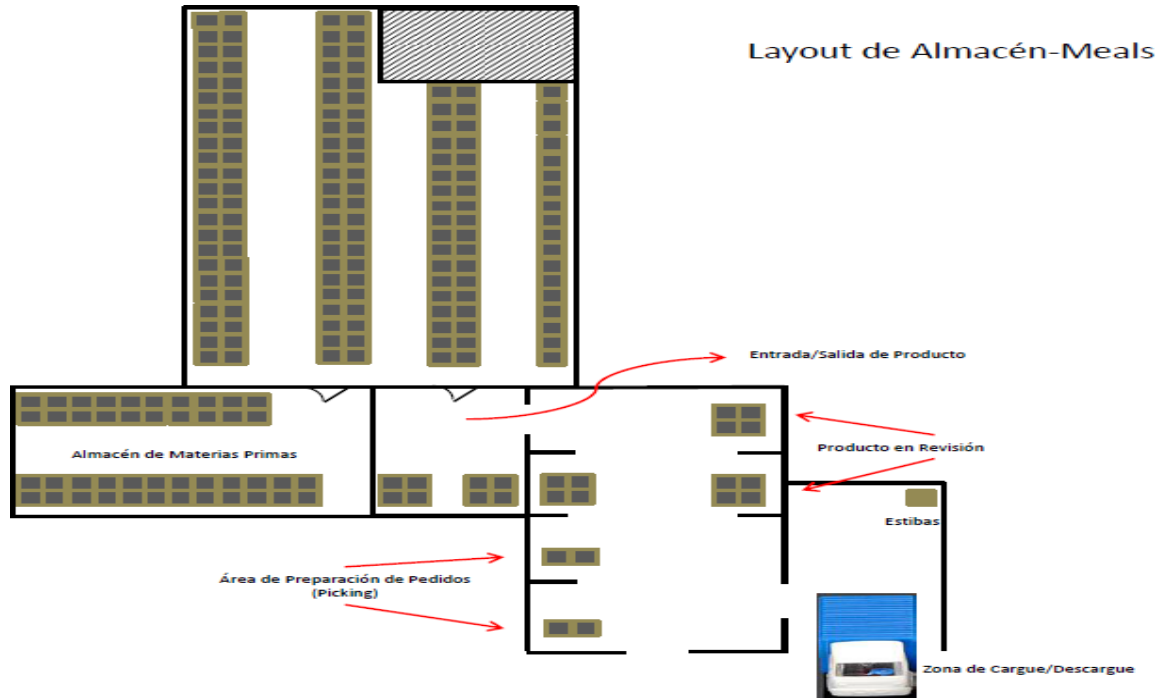 Layout de Almacén-Meals
Entrada/Salida de Producto
Almacén de Materias Primas
Producto en Revisión
Estibas
Área de Preparación de Pedidos
(Picking)
Zona de Cargue/Descargue